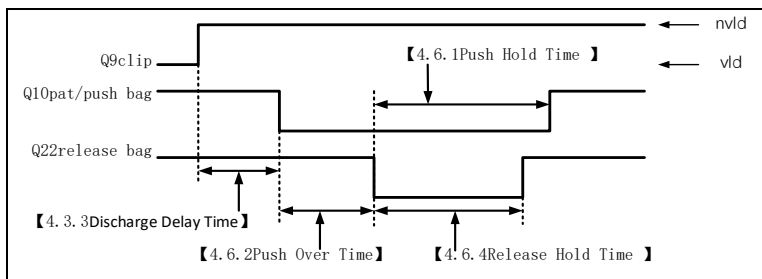 nvld
Q9clip
【4.6.1Push Hold Time 】
vld
Q10pat/push bag
Q22release bag
【4.3.3Discharge Delay Time】
【4.6.2Push Over Time】
【4.6.4Release Hold Time 】